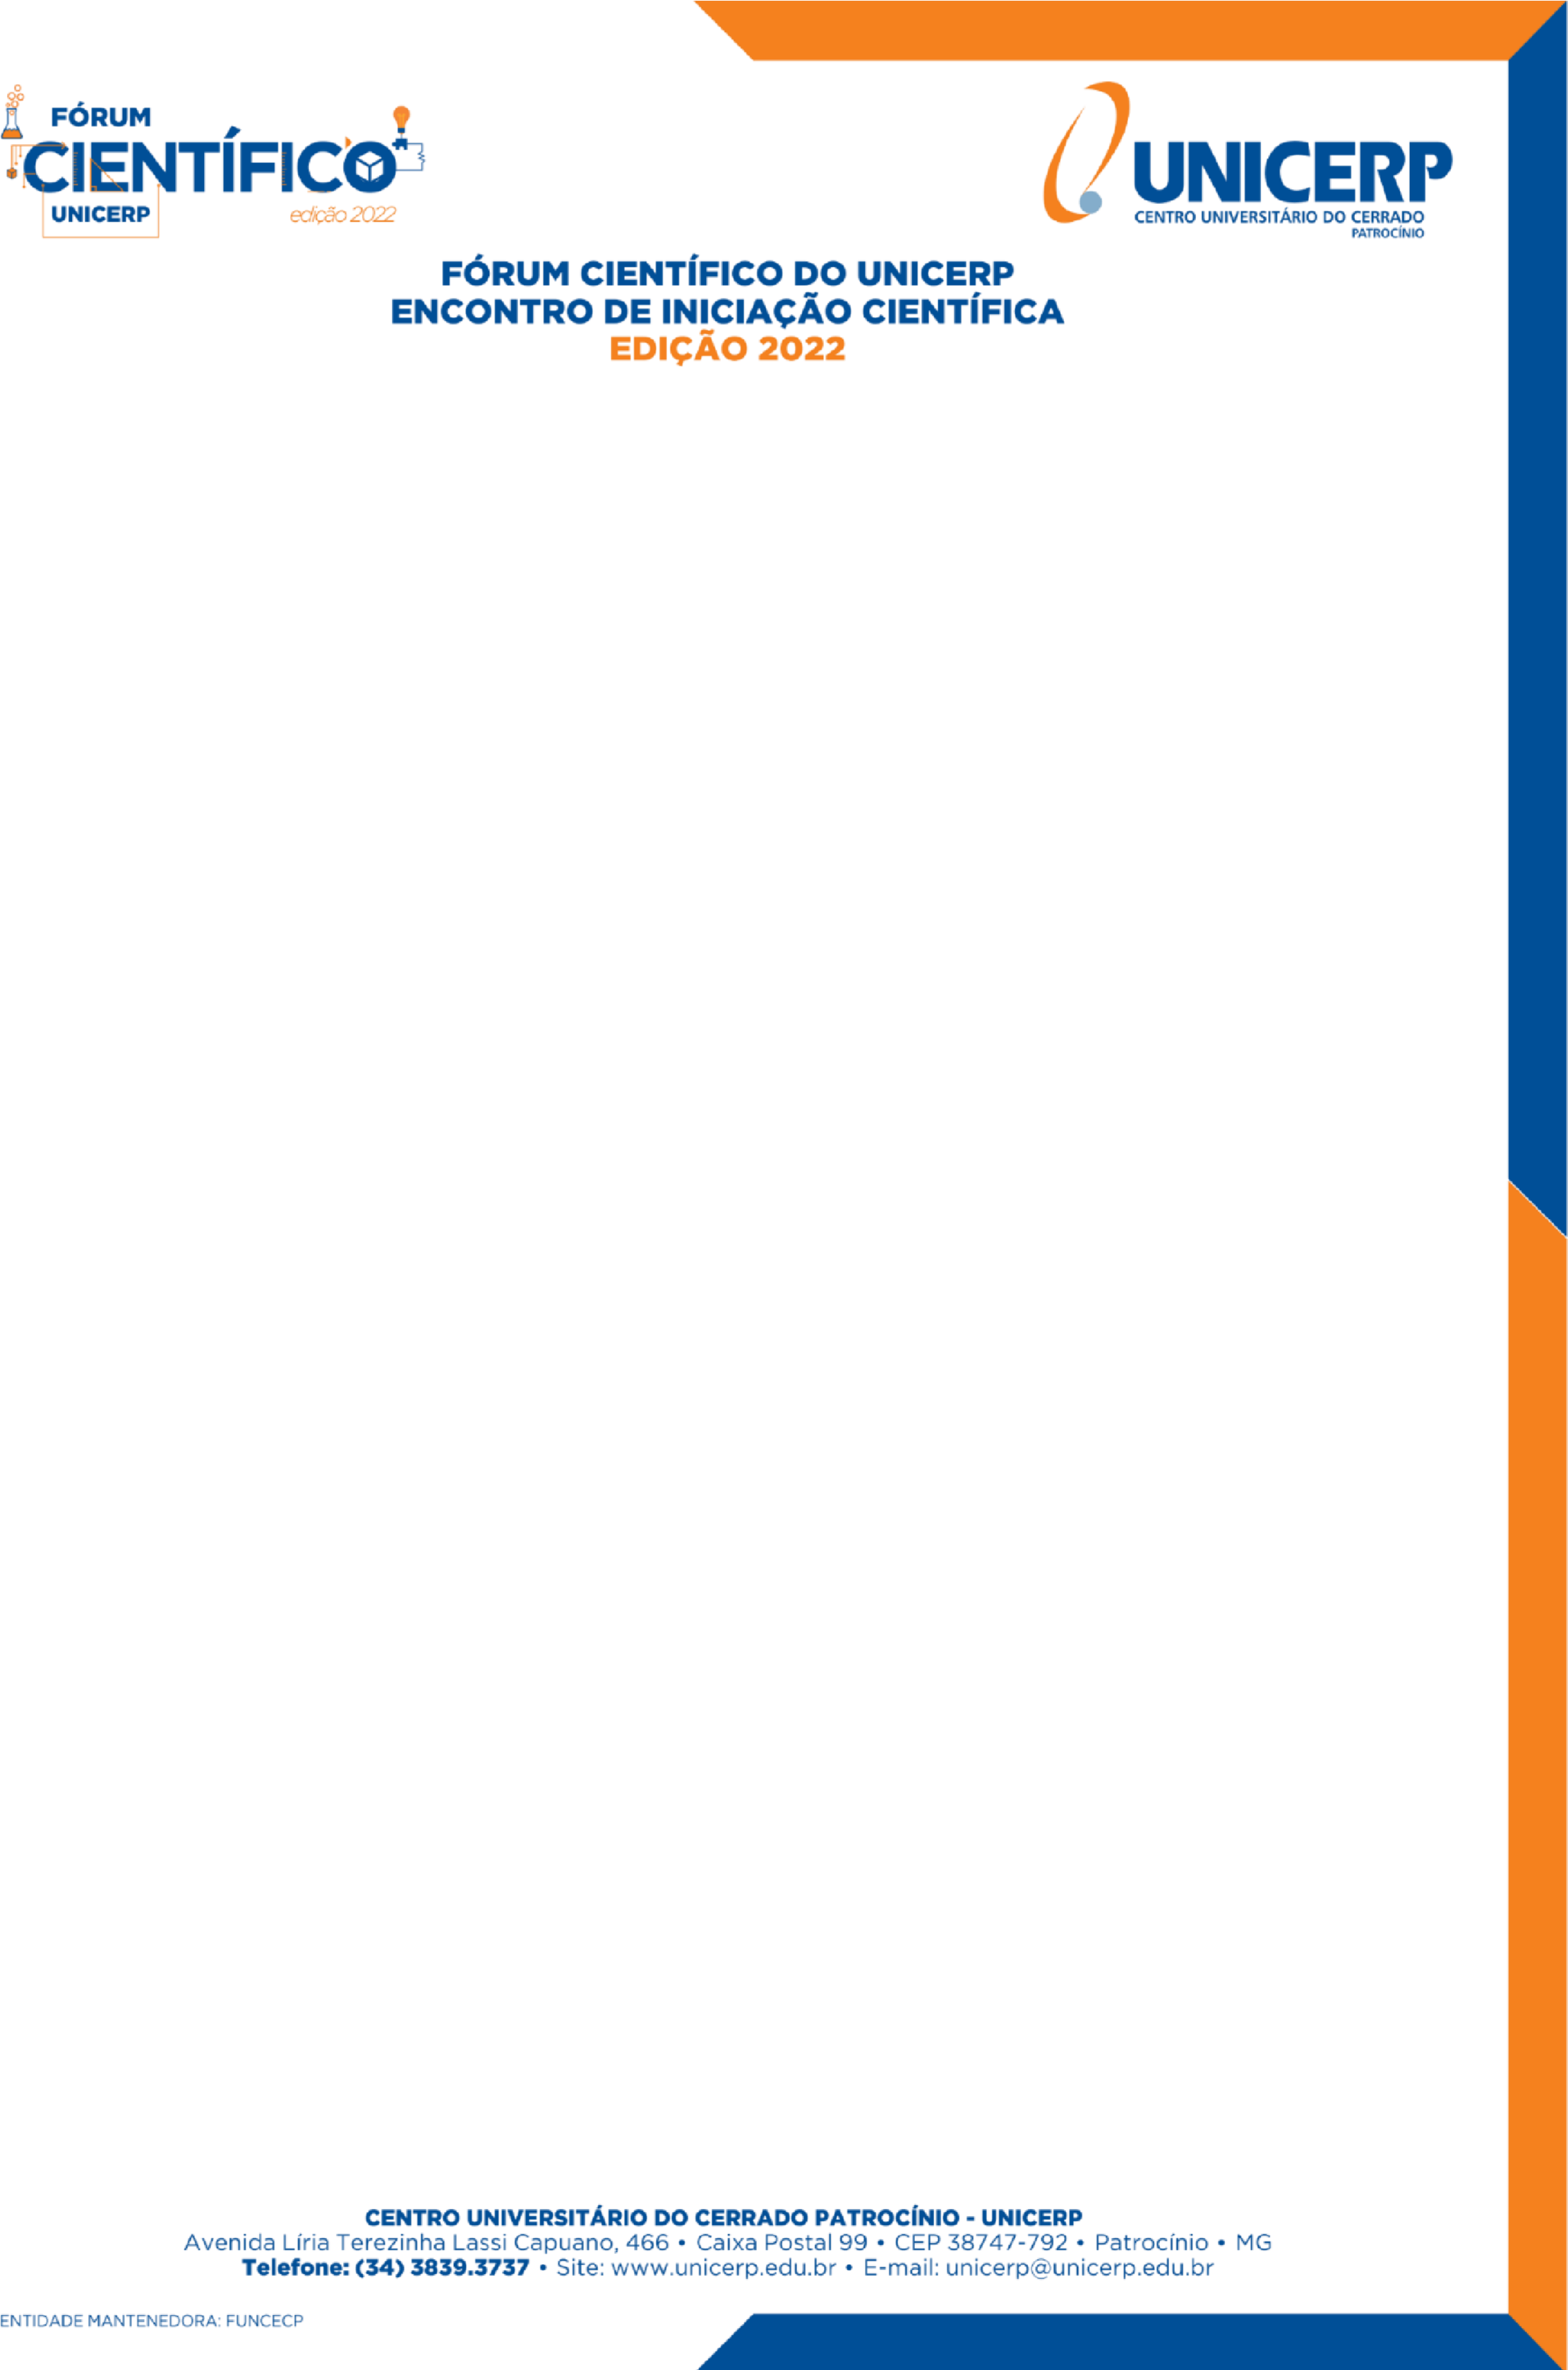 FÓRUM
CIENTÍFICO
UNICERP
edição 2022
UNICERP
CENTRO UNIVERSITÁRIO DO CERRADO
PATROCÍNIO
FÓRUM CIENTÍFICO DO UNICERP
ENCONTRO DE INICIAÇÃO CIENTÍFICA
EDIÇÃO 2022
CENTRO UNIVERSITÁRIO DO CERRADO PATROCÍNIO - UNICERP
Avenida Líria Terezinha Lassi Capuano, 466 • Caixa Postal 99 • CEP 38747-792 • Patrocínio • MG
Telefone: (34) 3839.3737 • Site: www.unicerp.edu.br • E-mail: unicerp@unicerp.edu.br
ENTIDADE MANTENEDORA: FUNCECP